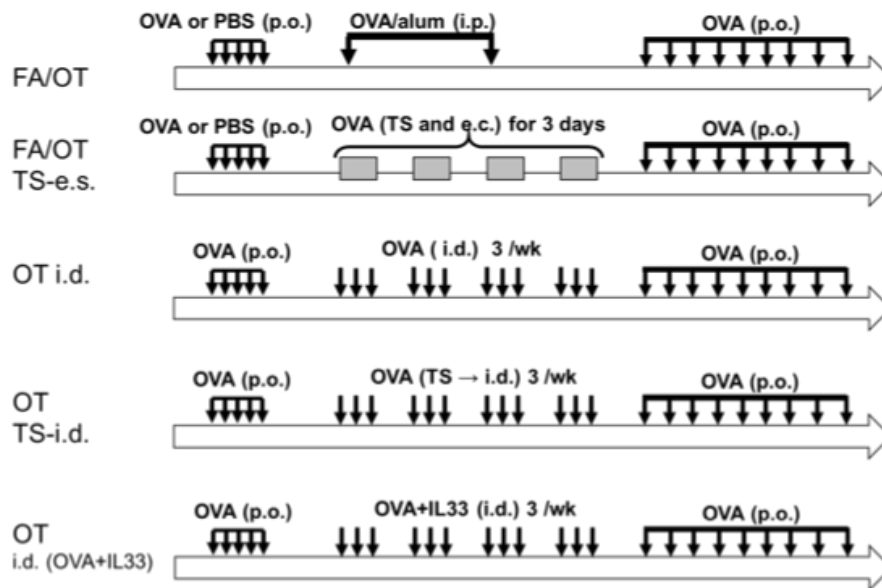 OVA or PBS (p.o.) OVA/alum (i.p.) OVA (p.o.)
FA/OT
OVA or PBS (p.o.) OVA (TS and e.c.) for 3 days OVA (p.o.)
FA/OT
TS-e.s.
OVA (p.o.) OVA ( i.d.) 3 /wk OVA (p.o.)
OT i.d.
OVA (p.o.) OVA (TS → i.d.) 3 /wk OVA (p.o.)
OT
TS-i.d.
OVA (p.o.) OVA+IL33 (i.d.) 3 /wk OVA (p.o.)
OT
i.d. (OVA+IL33)